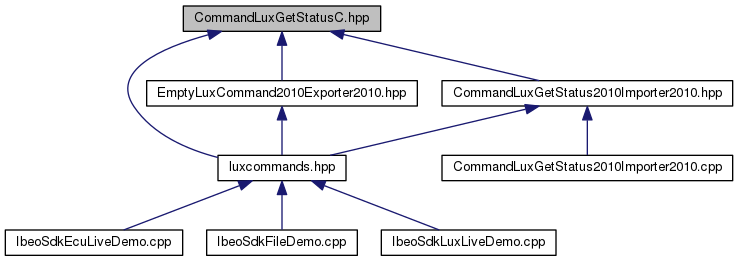 CommandLuxGetStatusC.hpp
EmptyLuxCommand2010Exporter2010.hpp
CommandLuxGetStatus2010Importer2010.hpp
luxcommands.hpp
CommandLuxGetStatus2010Importer2010.cpp
IbeoSdkEcuLiveDemo.cpp
IbeoSdkFileDemo.cpp
IbeoSdkLuxLiveDemo.cpp